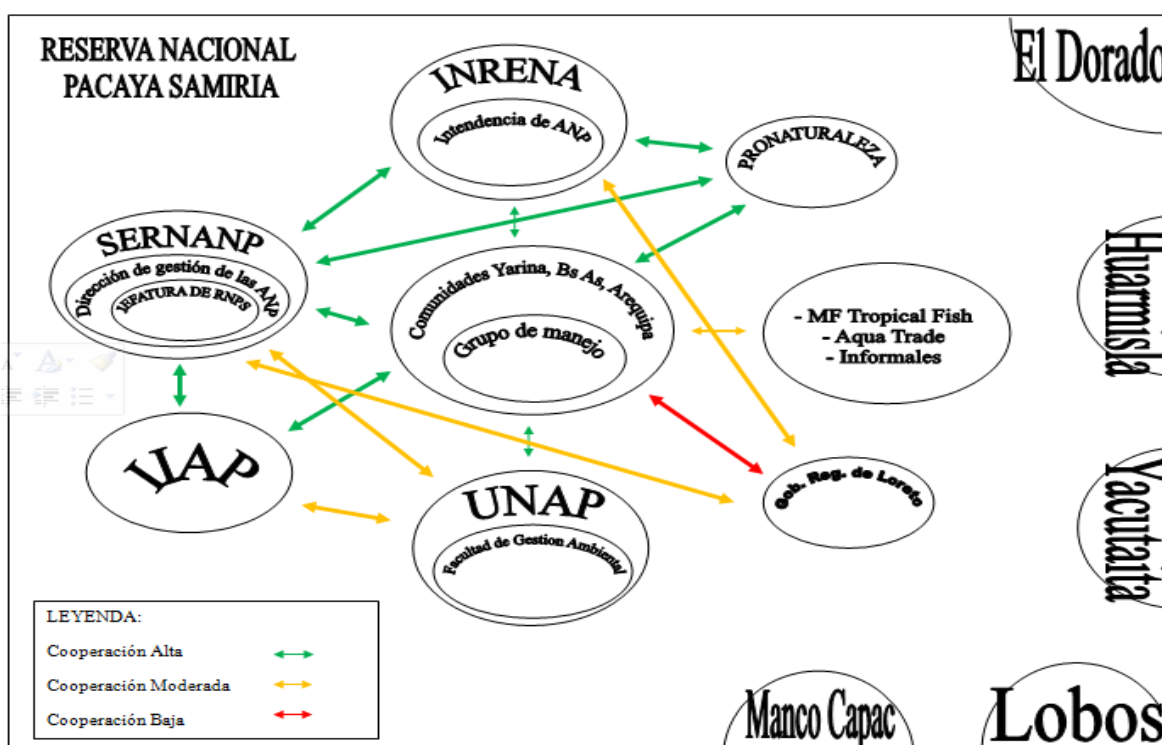 RESERVA NACIONAL
PACAYA SAMIRIA
INRENA
Intendencia de ANP
El Dorado
PRONATURALEZA
SERNANP
Dirección de gestión de las ANP
JEFATURA DE RNPS
Comunidades Yarina, Bs As, Arequipa
Grupo de manejo
- MF Tropical Fish
- Aqua Trade
- Informales
Huarmisla
IIAP
UNAP
Facultad de Gestion Ambiental
Gob. Reg. de Loreto
Yacutaita
LEYENDA:
Cooperación Alta
Cooperación Moderada
Cooperación Baja
Manco Capac
Lobos